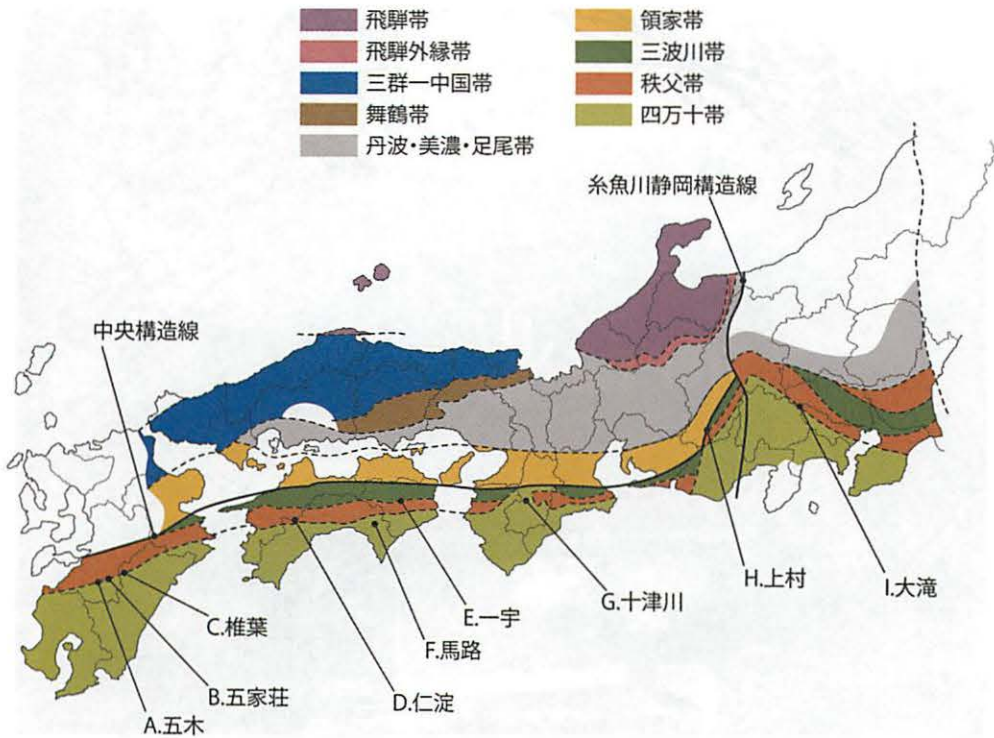 飛騨帯
飛騨外縁帯
三群ー中国帯
舞鶴帯
丹波・美濃・足尾帯
領家帯
三波川帯
秩父帯
四万十帯
糸魚川静岡構造線
中央構造線
H.上村
I.大滝
G.十津川
E.一宇
F.馬路
D.仁淀
C.椎葉
B.五家荘
A.五木